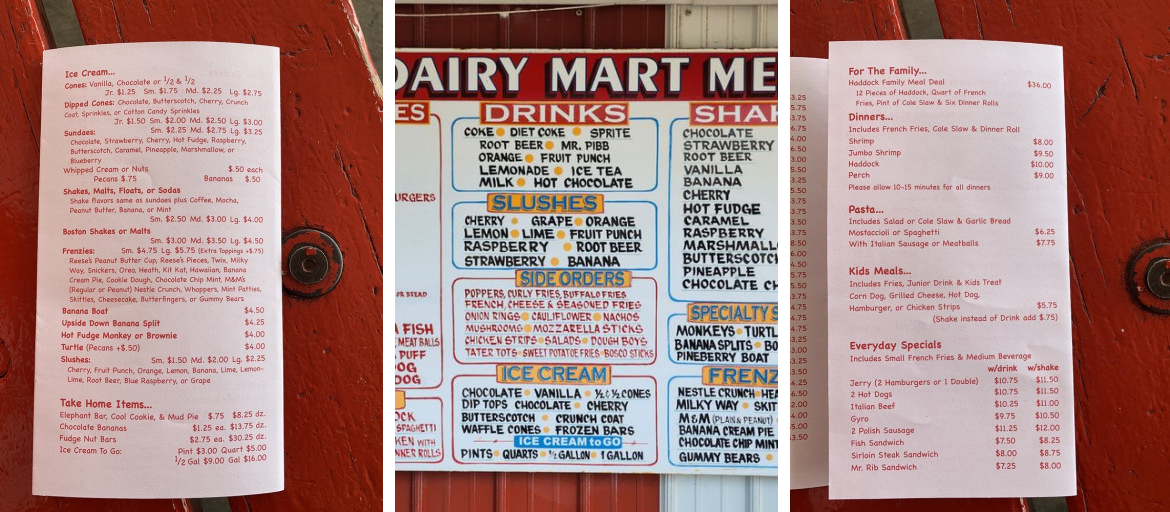 Ice Cream...
Cones: Vanilla, Chocolate or 1/2 & 1/2
Jr. $1.25 Sm. $1.75 Md. $2.25 Lg. $2.75
Dipped Cones: Chocolate, Butterscotch, Cherry, Crunch
Coat, Sprinkles, or Cotton Candy Sprinkles
Jr. $1.50 Sm. $2.00 Md. $2.50 Lg. $3.00
Sundaes: Sm. $2.25 Md. $2.75 Lg. $3.25
Chocolate, Strawberry, Cherry, Hot Fudge, Raspberry,
Butterscotch, Caramel, Pineapple, Marshmallow, or
Blueberry
Whipped Cream or Nuts $.50 each
Pecans $.75 Bananas $.50
Shakes, Malts, Floats, or Sodas
Shake flavors same as sundaes plus Coffee, Mocha,
Peanut Butter, Banana, or Mint
Sm. $2.50 Md. $3.00 Lg. $4.00
Boston Shakes or Malts
Sm. $3.00 Md. $3.50 Lg. $4.50
Frenzies: Sm. $4.75 Lg. $5.75 (Extra Toppings +$.75)
Reese's Peanut Butter Cup, Reese's Pieces, Twix, Milky
Way, Snickers, Oreo, Heath, Kit Kat, Hawaiian, Banana
Cream Pie, Cookie Dough, Chocolate Chip Mint, M&M's
(Regular or Peanut) Nestle Crunch, Whoppers, Mint Patties,
Skittles, Cheesecake, Butterfingers, or Gummy Bears
Banana Boat $4.50
Upside Down Banana Split $4.25
Hot Fudge Monkey or Brownie $4.00
Turtle (Pecans +$.50) $4.00
Slushes: Sm. $1.50 Md. $2.00 Lg. $2.25
Cherry, Fruit Punch, Orange, Lemon, Banana, Lime, Lemon-
Lime, Root Beer, Blue Raspberry, or Grape
Take Home Items...
Elephant Bar, Cool Cookie, & Mud Pie $.75 $8.25 dz.
Chocolate Bananas $1.25 ea. $13.75 dz.
Fudge Nut Bars $2.75 ea. $30.25 dz.
Ice Cream To Go: Pint $3.00 Quart $5.00
1/2 Gal $9.00 Gal $16.00
DAIRY MART ME
ES
URGERS
OR BREAD
A FISH
MEAT BALLS
PUFF
OG
DOG
OCK
SPAGHETTI
KEN WITH
NNER ROLLS
DRINKS
COKE DIET COKE SPRITE
ROOT BEER MR. PIBB
ORANGE FRUIT PUNCH
LEMONADE ICE TEA
MILK HOT CHOCOLATE
SLUSHES
CHERRY GRAPE ORANGE
LEMON LIME FRUIT PUNCH
RASPBERRY ROOT BEER
STRAWBERRY BANANA
SIDE ORDERS
POPPERS, CURLY FRIES, BUFFALO FRIES
FRENCH, CHEESE & SEASONED FRIES
ONION RINGS CAULIFLOWER NACHOS
MUSHROOMS MOZZARELLA STICKS
CHICKEN STRIPS SALADS DOUGH BOYS
TATER TOTS SWEET POTATOE FRIES BOSCO STICKS
ICE CREAM
CHOCOLATE VANILLA ½ & ½ CONES
DIP TOPS CHOCOLATE CHERRY
BUTTERSCOTCH CRUNCH COAT
WAFFLE CONES FROZEN BARS
ICE CREAM to GO
PINTS QUARTS ½ GALLON 1 GALLON
SHAK
CHOCOLATE
STRAWBERRY
ROOT BEER
VANILLA
BANANA
CHERRY
HOT FUDGE
CARAMEL
RASPBERRY
MARSHMALL
BUTTERSCOTC
PINEAPPLE
CHOCOLATE CH
SPECIALTY S
MONKEYS TURTL
BANANA SPLITS BO
PINEBERRY BOAT
FRENZ
NESTLE CRUNCH HEA
MILKY WAY SKIT
M&M (PLAIN & PEANUT)
BANANA CREAM PIE
CHOCOLATE CHIP MINT
GUMMY BEARS
For The Family...
Haddock Family Meal Deal $36.00
12 Pieces of Haddock, Quart of French
Fries, Pint of Cole Slaw & Six Dinner Rolls
Dinners...
Includes French Fries, Cole Slaw & Dinner Roll
Shrimp $8.00
Jumbo Shrimp $9.50
Haddock $10.00
Perch $9.00
Please allow 10-15 minutes for all dinners
Pasta...
Includes Salad or Cole Slaw & Garlic Bread
Mostaccioli or Spaghetti $6.25
With Italian Sausage or Meatballs $7.75
Kids Meals...
Includes Fries, Junior Drink & Kids Treat
Corn Dog, Grilled Cheese, Hot Dog,
Hamburger, or Chicken Strips $5.75
(Shake instead of Drink add $.75)
Everyday Specials
Includes Small French Fries & Medium Beverage
w/drink w/shake
Jerry (2 Hamburgers or 1 Double) $10.75 $11.50
2 Hot Dogs $10.75 $11.50
Italian Beef $10.25 $11.00
Gyro $9.75 $10.50
2 Polish Sausage $11.25 $12.00
Fish Sandwich $7.50 $8.25
Sirloin Steak Sandwich $8.00 $8.75
Mr. Rib Sandwich $7.25 $8.00